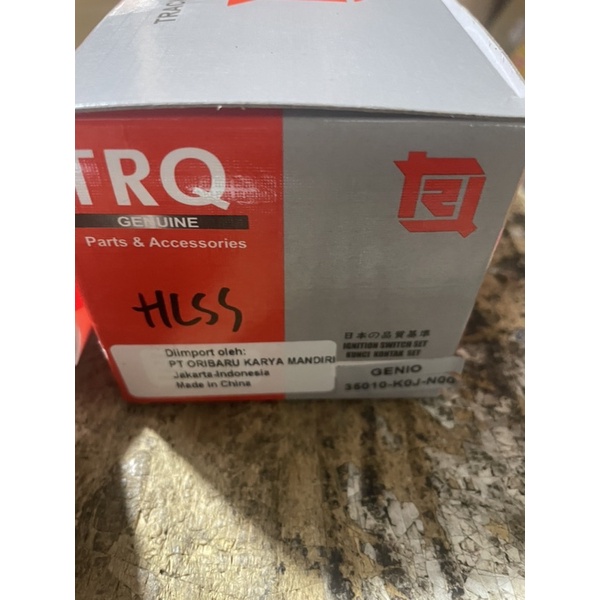 TRAD
TRQ
GENUINE
Parts & Accessories
HLSS
日本の品質基準
IGNITION SWITCH SET
KUNCI KONTAK SET
Diimport oleh:
PT ORIBARU KARYA MANDIRI
Jakarta-Indonesia
Made in China
GENIO
35010-K0J-N00